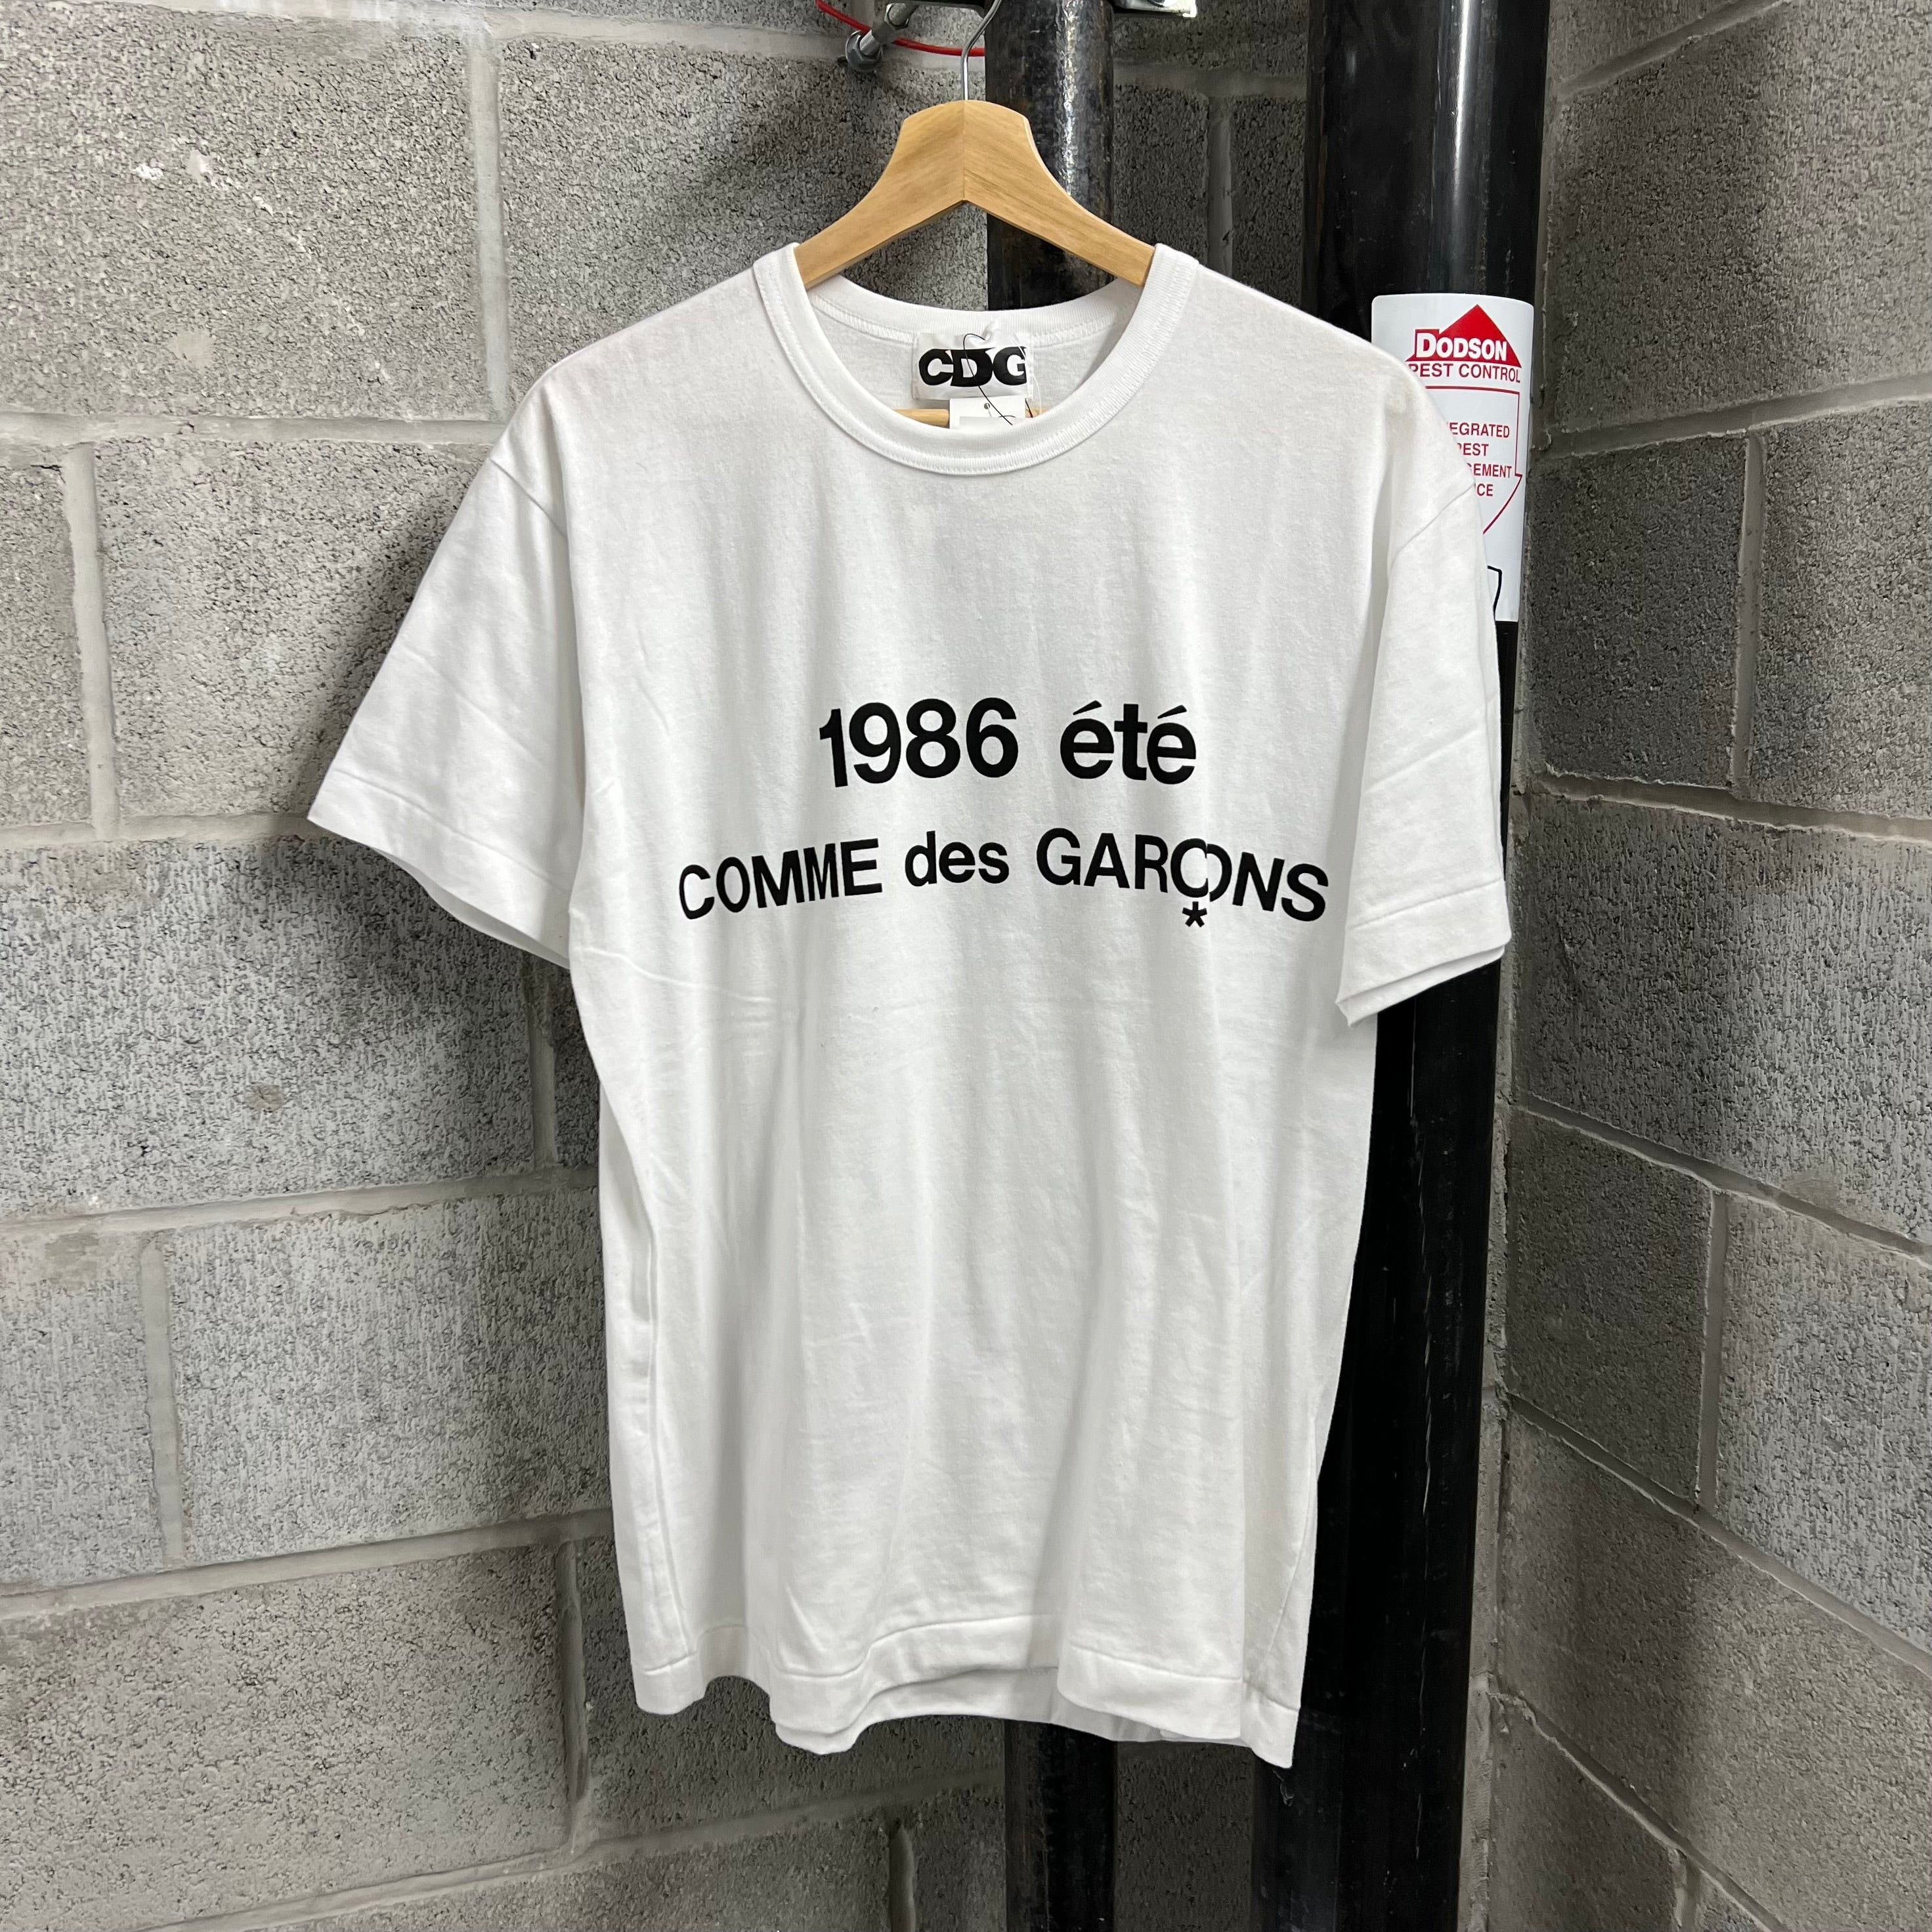 CDG
DODSON
PEST CONTROL
1986 été
COMME des GARÇONS